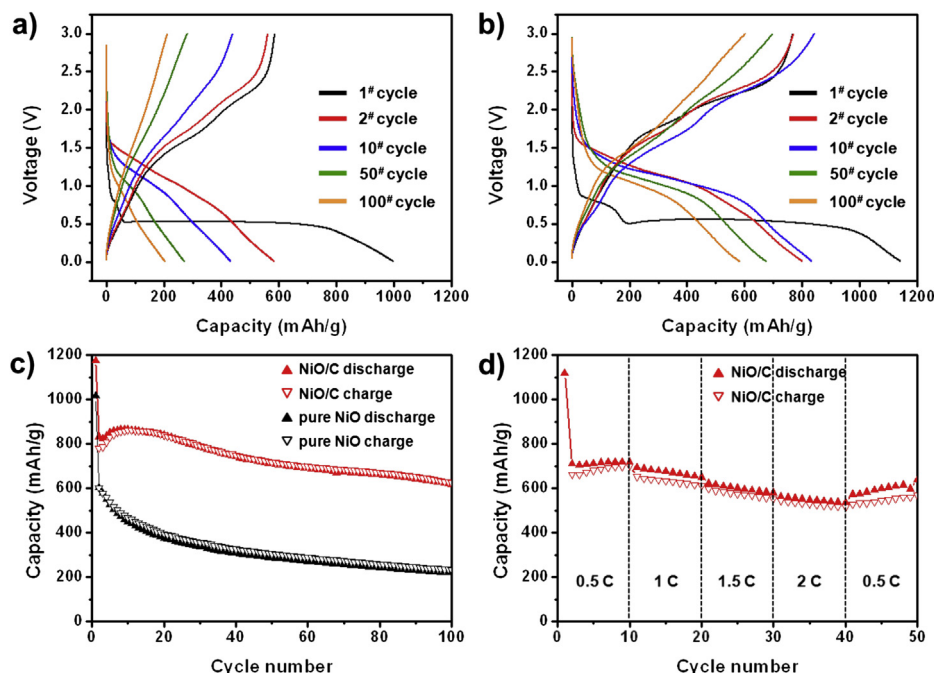 a)
3.0
2.5
2.0
1.5
1.0
0.5
0.0
Voltage (V)
1# cycle
2# cycle
10# cycle
50# cycle
100# cycle
0 200 400 600 800 1000 1200
Capacity (mAh/g)
b)
3.0
2.5
2.0
1.5
1.0
0.5
0.0
Voltage (V)
1# cycle
2# cycle
10# cycle
50# cycle
100# cycle
0 200 400 600 800 1000 1200
Capacity (mAh/g)
c)
1200
1000
800
600
400
200
0
Capacity (mAh/g)
NiO/C discharge
NiO/C charge
pure NiO discharge
pure NiO charge
0 20 40 60 80 100
Cycle number
d)
1200
1000
800
600
400
200
0
Capacity (mAh/g)
NiO/C discharge
NiO/C charge
0.5 C 1 C 1.5 C 2 C 0.5 C
0 10 20 30 40 50
Cycle number